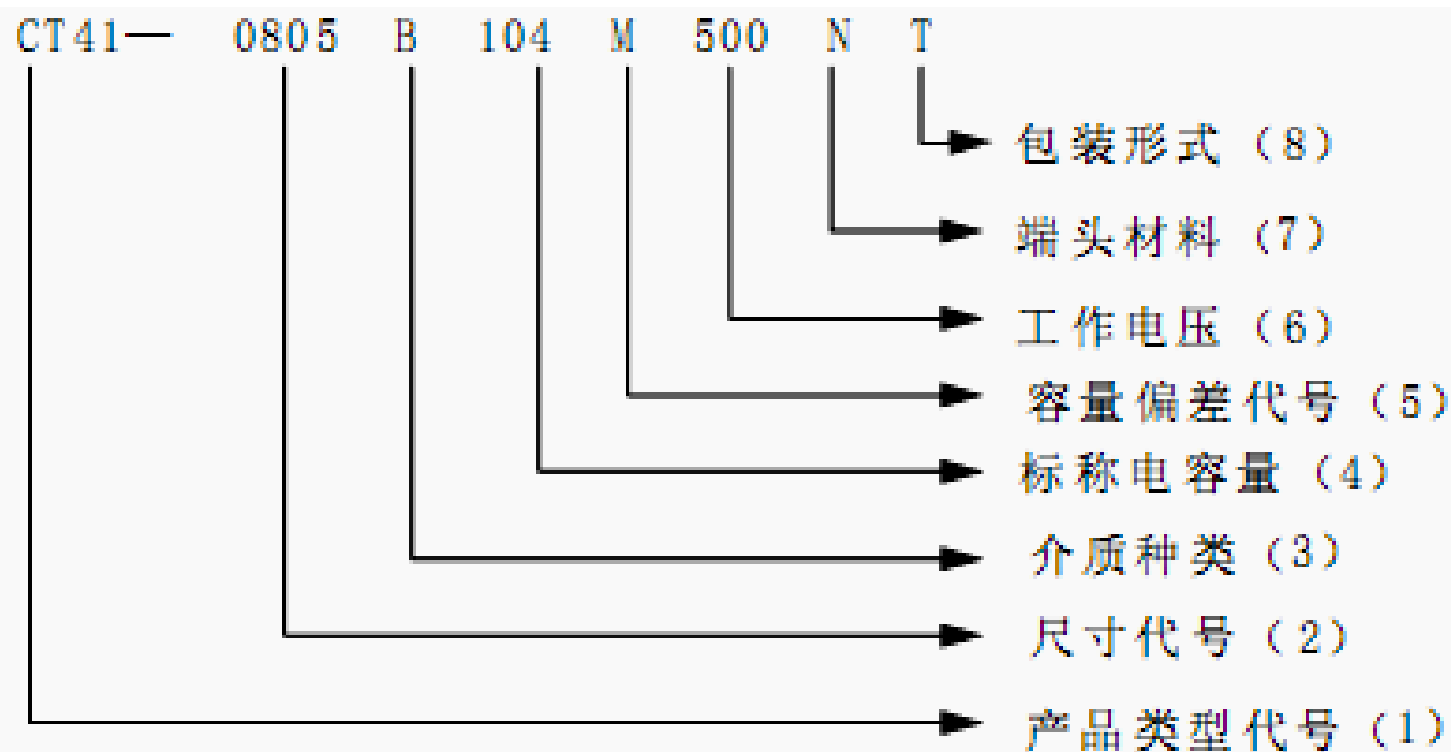 CT41— 0805 B 104 M 500 N T
包装形式（8）
端头材料（7）
工作电压（6）
容量偏差代号（5）
标称电容量（4）
介质种类（3）
尺寸代号（2）
产品类型代号（1）